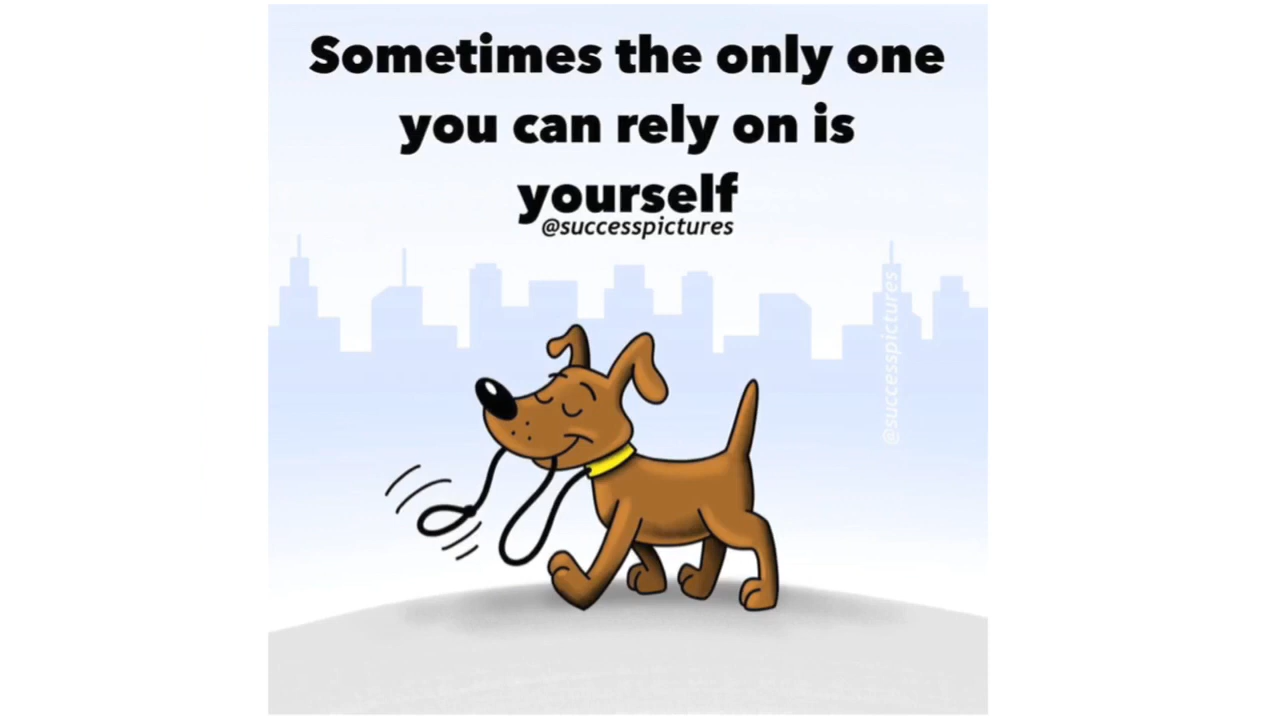 Sometimes the only one
you can rely on is
yourself
@successpictures
@successpictures